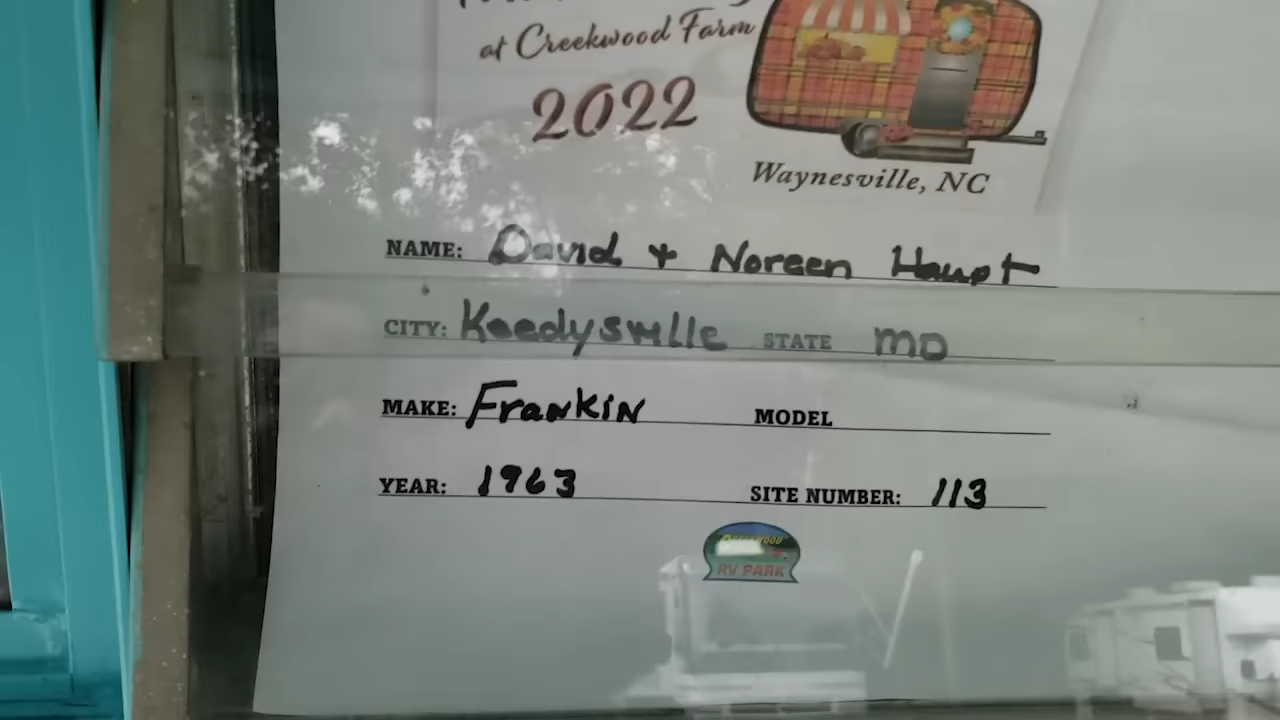 at Creekwood Farm
2022
Waynesville, NC
NAME: David + Noreen Haupt
CITY: Keedysville STATE MD
MAKE: Frankin MODEL
YEAR: 1963 SITE NUMBER: 113
RV PARK